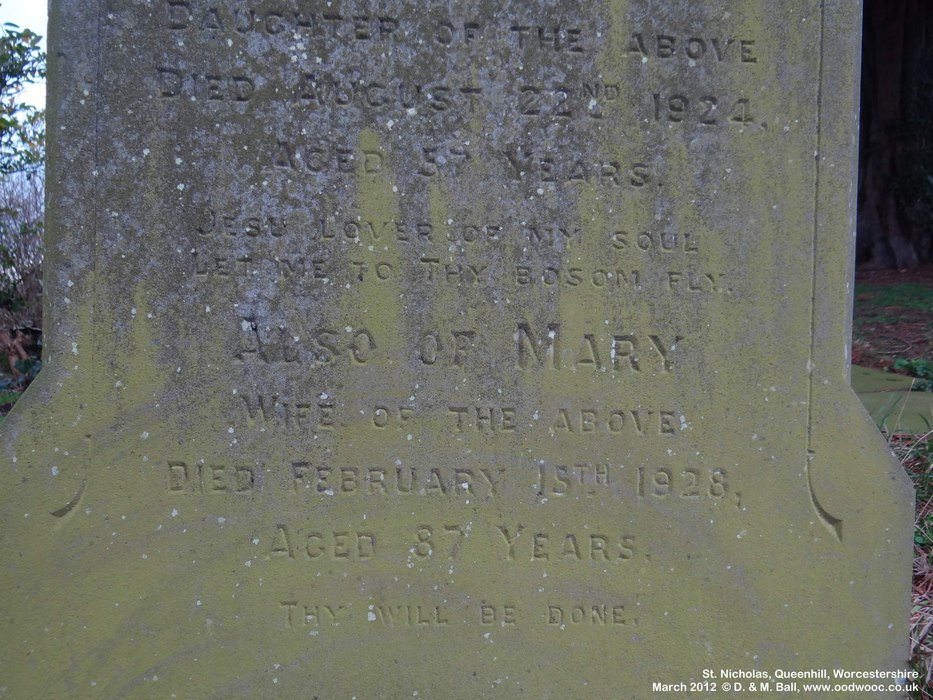 DAUGHTER OF THE ABOVE
DIED AUGUST 22ND 1924,
AGED 57 YEARS.
JESU LOVER OF MY SOUL
LET ME TO THY BOSOM FLY.
ALSO OF MARY
WIFE OF THE ABOVE
DIED FEBRUARY 15TH 1928,
AGED 87 YEARS.
THY WILL BE DONE.
St. Nicholas, Queenhill, Worcestershire
March 2012 © D. & M. Ball, www.oodwooc.co.uk